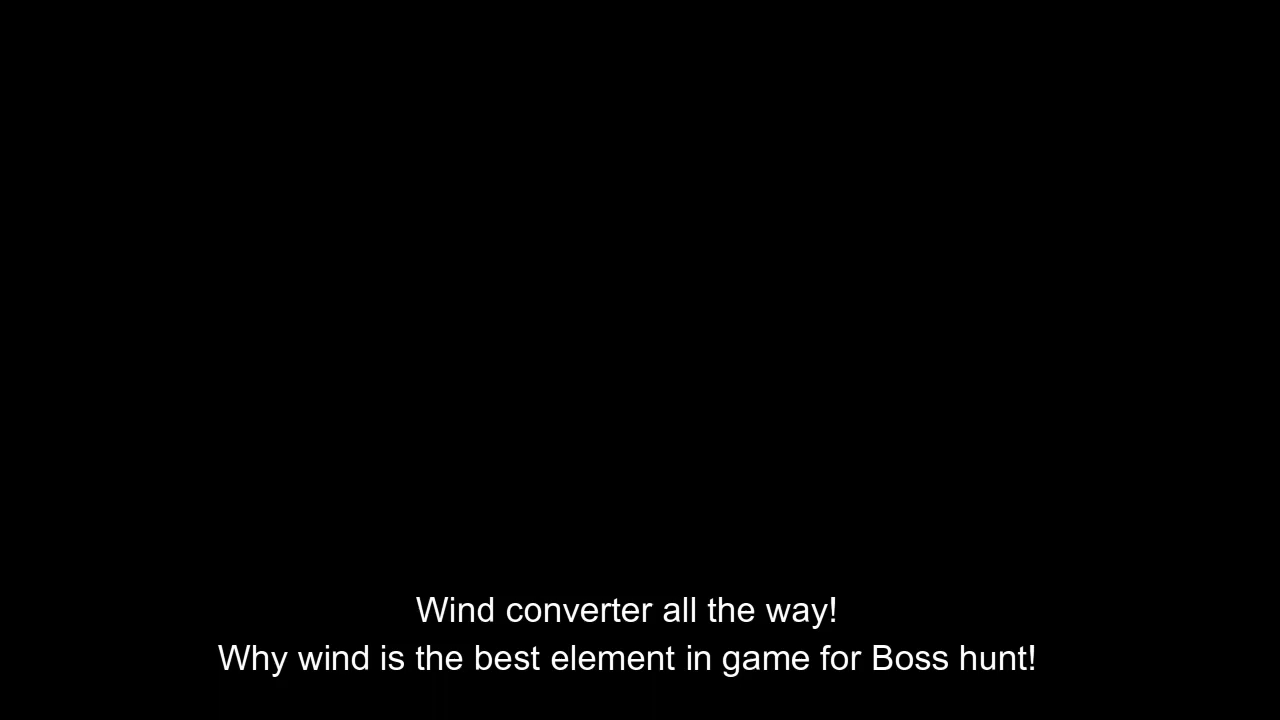 Wind converter all the way!
Why wind is the best element in game for Boss hunt!